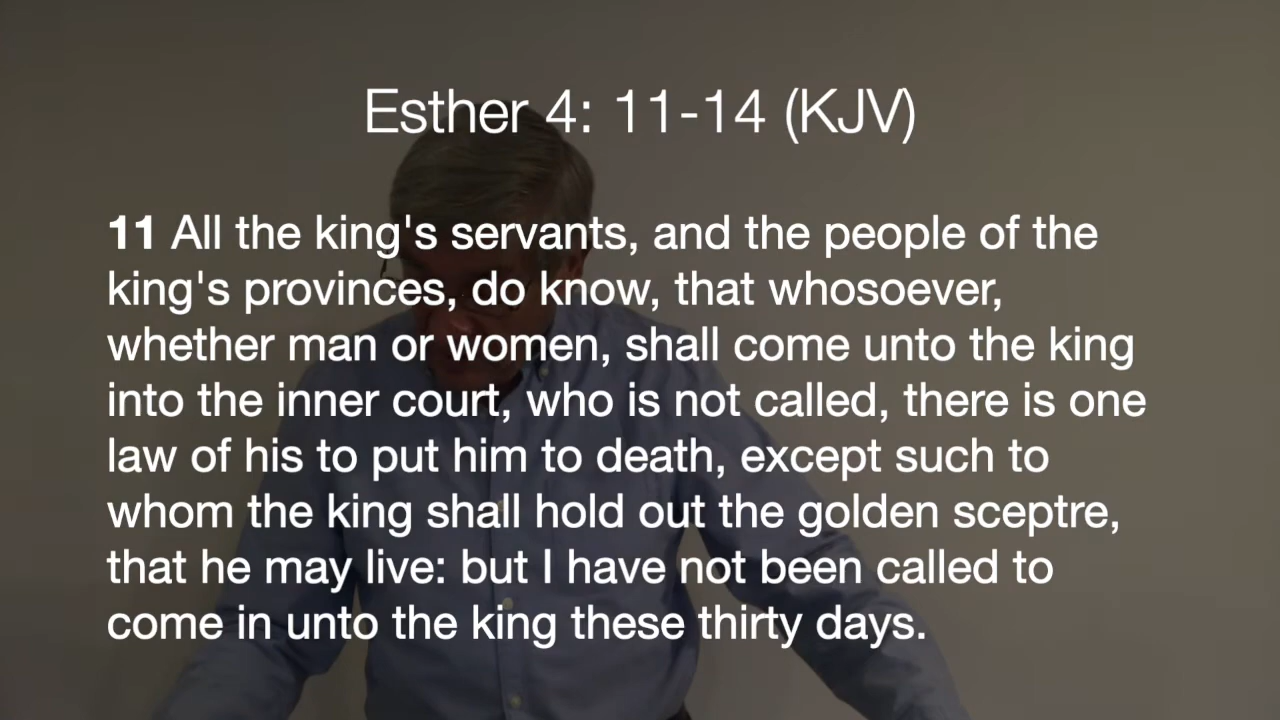 Esther 4: 11-14 (KJV)
11 All the king's servants, and the people of the
king's provinces, do know, that whosoever,
whether man or women, shall come unto the king
into the inner court, who is not called, there is one
law of his to put him to death, except such to
whom the king shall hold out the golden sceptre,
that he may live: but I have not been called to
come in unto the king these thirty days.